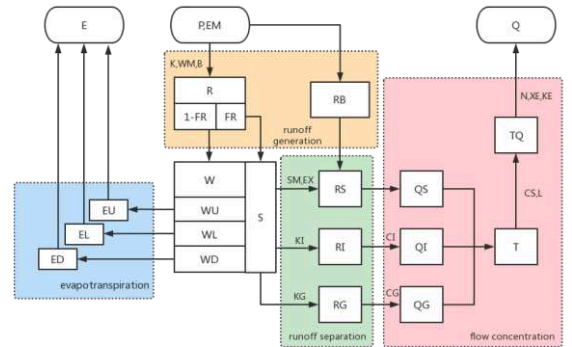 E
P,EM
Q
K,WM,B
R
1-FR
FR
RB
runoff
generation
N,XE,KE
TQ
CS,L
W
WU
WL
WD
S
SM,EX
RS
QS
EU
EL
ED
KI
RI
CI
QI
T
KG
RG
CG
QG
evapotranspiration
runoff separation
flow concentration